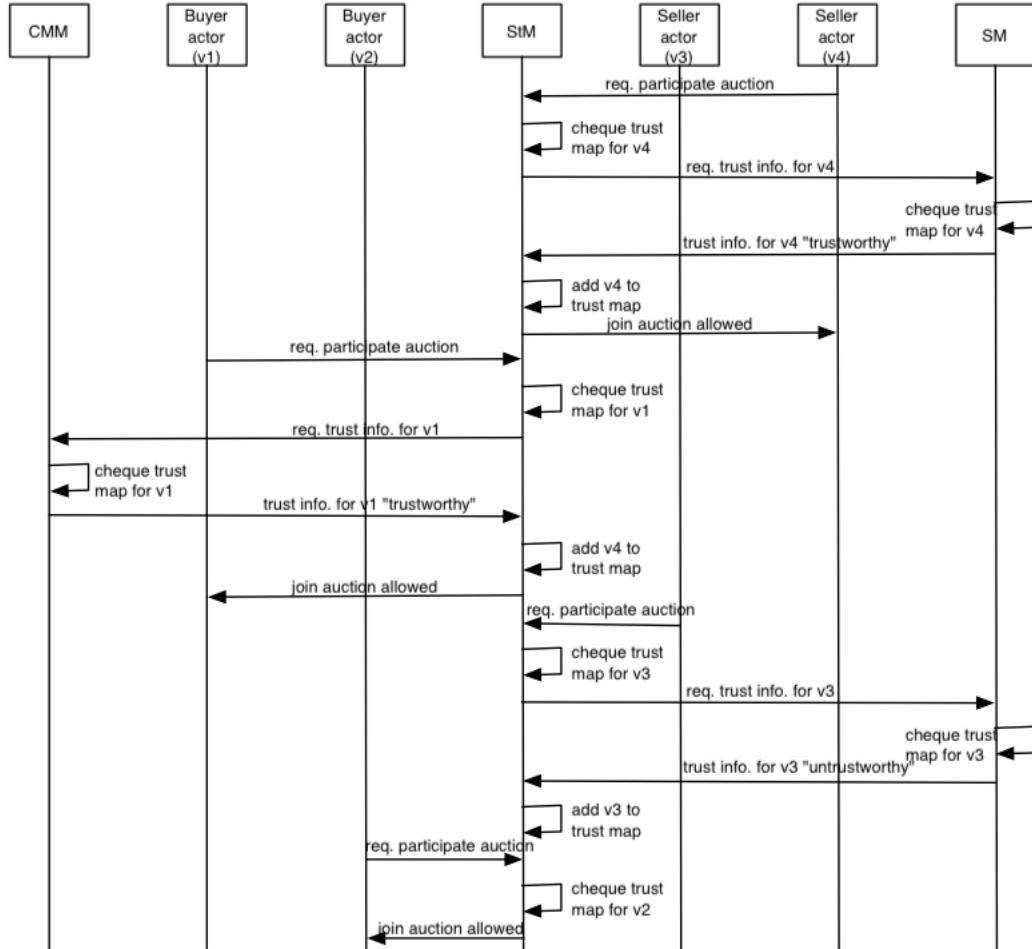 CMM
Buyer
actor
(v1)
Buyer
actor
(v2)
StM
Seller
actor
(v3)
Seller
actor
(v4)
SM
req. participate auction
cheque trust
map for v4
req. trust info. for v4
cheque trust
map for v4
trust info. for v4 "trustworthy"
add v4 to
trust map
join auction allowed
req. participate auction
cheque trust
map for v1
req. trust info. for v1
cheque trust
map for v1
trust info. for v1 "trustworthy"
add v4 to
trust map
join auction allowed
req. participate auction
cheque trust
map for v3
req. trust info. for v3
cheque trust
map for v3
trust info. for v3 "untrustworthy"
add v3 to
trust map
req. participate auction
cheque trust
map for v2
join auction allowed